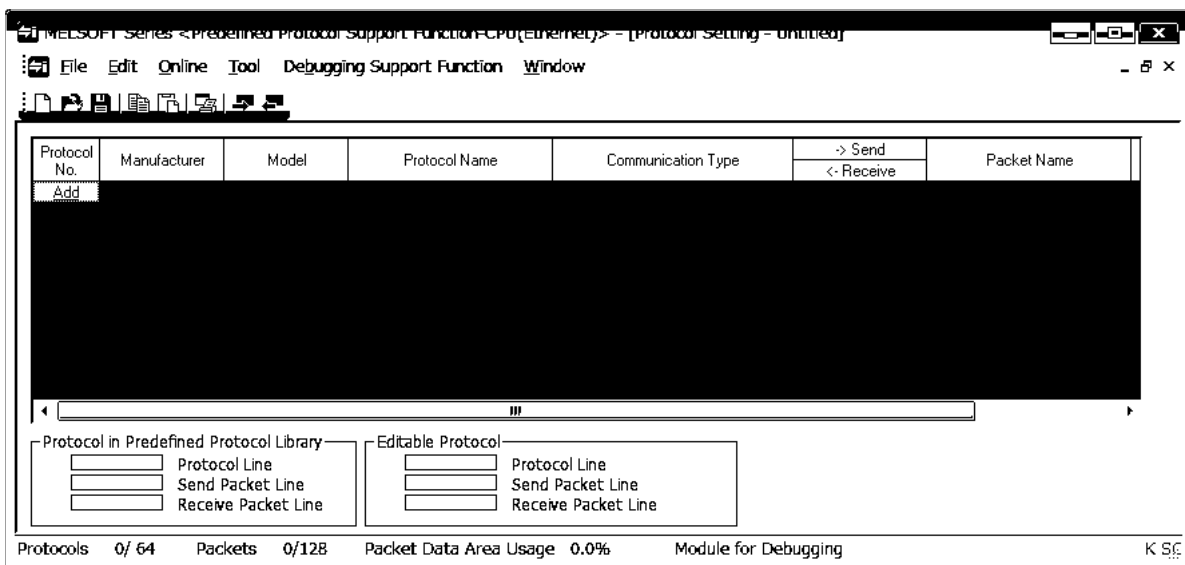 MELSOFT Series <Predefined Protocol Support Function-CPU(Ethernet)> - [Protocol Setting - Untitled]
File Edit Online Tool Debugging Support Function Window
Protocol No. Manufacturer Model Protocol Name Communication Type -> Send <- Receive Packet Name
Add
Protocol in Predefined Protocol Library Editable Protocol
Protocol Line Protocol Line
Send Packet Line Send Packet Line
Receive Packet Line Receive Packet Line
Protocols 0/ 64 Packets 0/128 Packet Data Area Usage 0.0% Module for Debugging